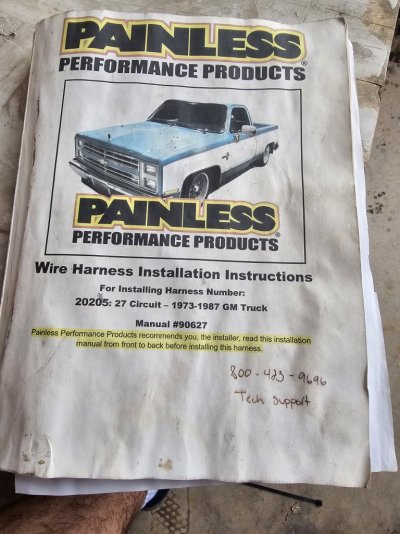 PAINLESS
PERFORMANCE PRODUCTS
PAINLESS
PERFORMANCE PRODUCTS
Wire Harness Installation Instructions
For Installing Harness Number:
20205: 27 Circuit – 1973-1987 GM Truck
Manual #90627
Painless Performance Products recommends you, the installer, read this installation
manual from front to back before installing this harness.
800-423-9696
Tech Support